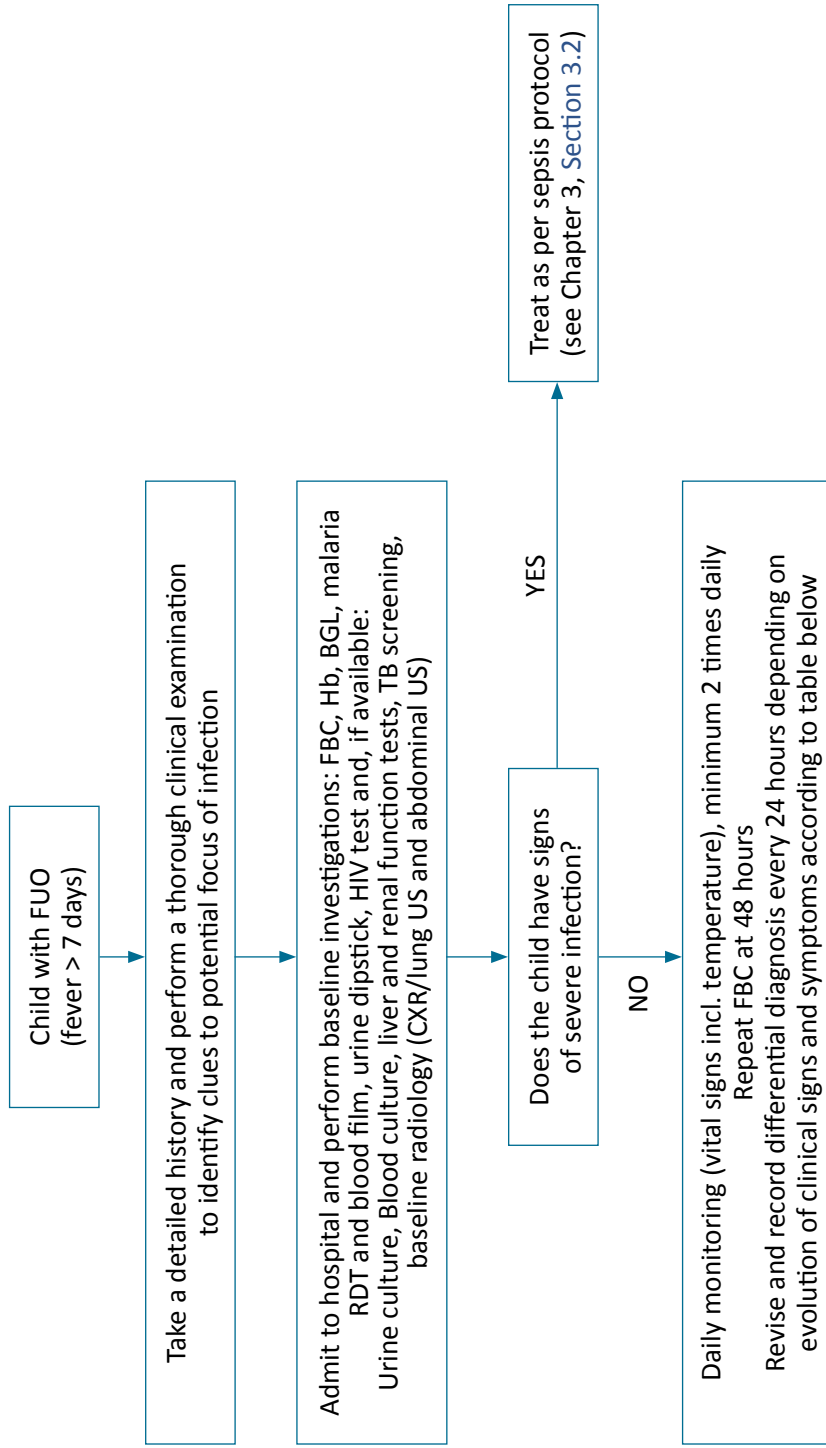 Child with FUO
(fever > 7 days)
Take a detailed history and perform a thorough clinical examination
to identify clues to potential focus of infection
Admit to hospital and perform baseline investigations: FBC, Hb, BGL, malaria
RDT and blood film, urine dipstick, HIV test and, if available:
Urine culture, Blood culture, liver and renal function tests, TB screening,
baseline radiology (CXR/lung US and abdominal US)
Does the child have signs
of severe infection?
YES
Treat as per sepsis protocol
(see Chapter 3, Section 3.2)
NO
Daily monitoring (vital signs incl. temperature), minimum 2 times daily
Repeat FBC at 48 hours
Revise and record differential diagnosis every 24 hours depending on
evolution of clinical signs and symptoms according to table below